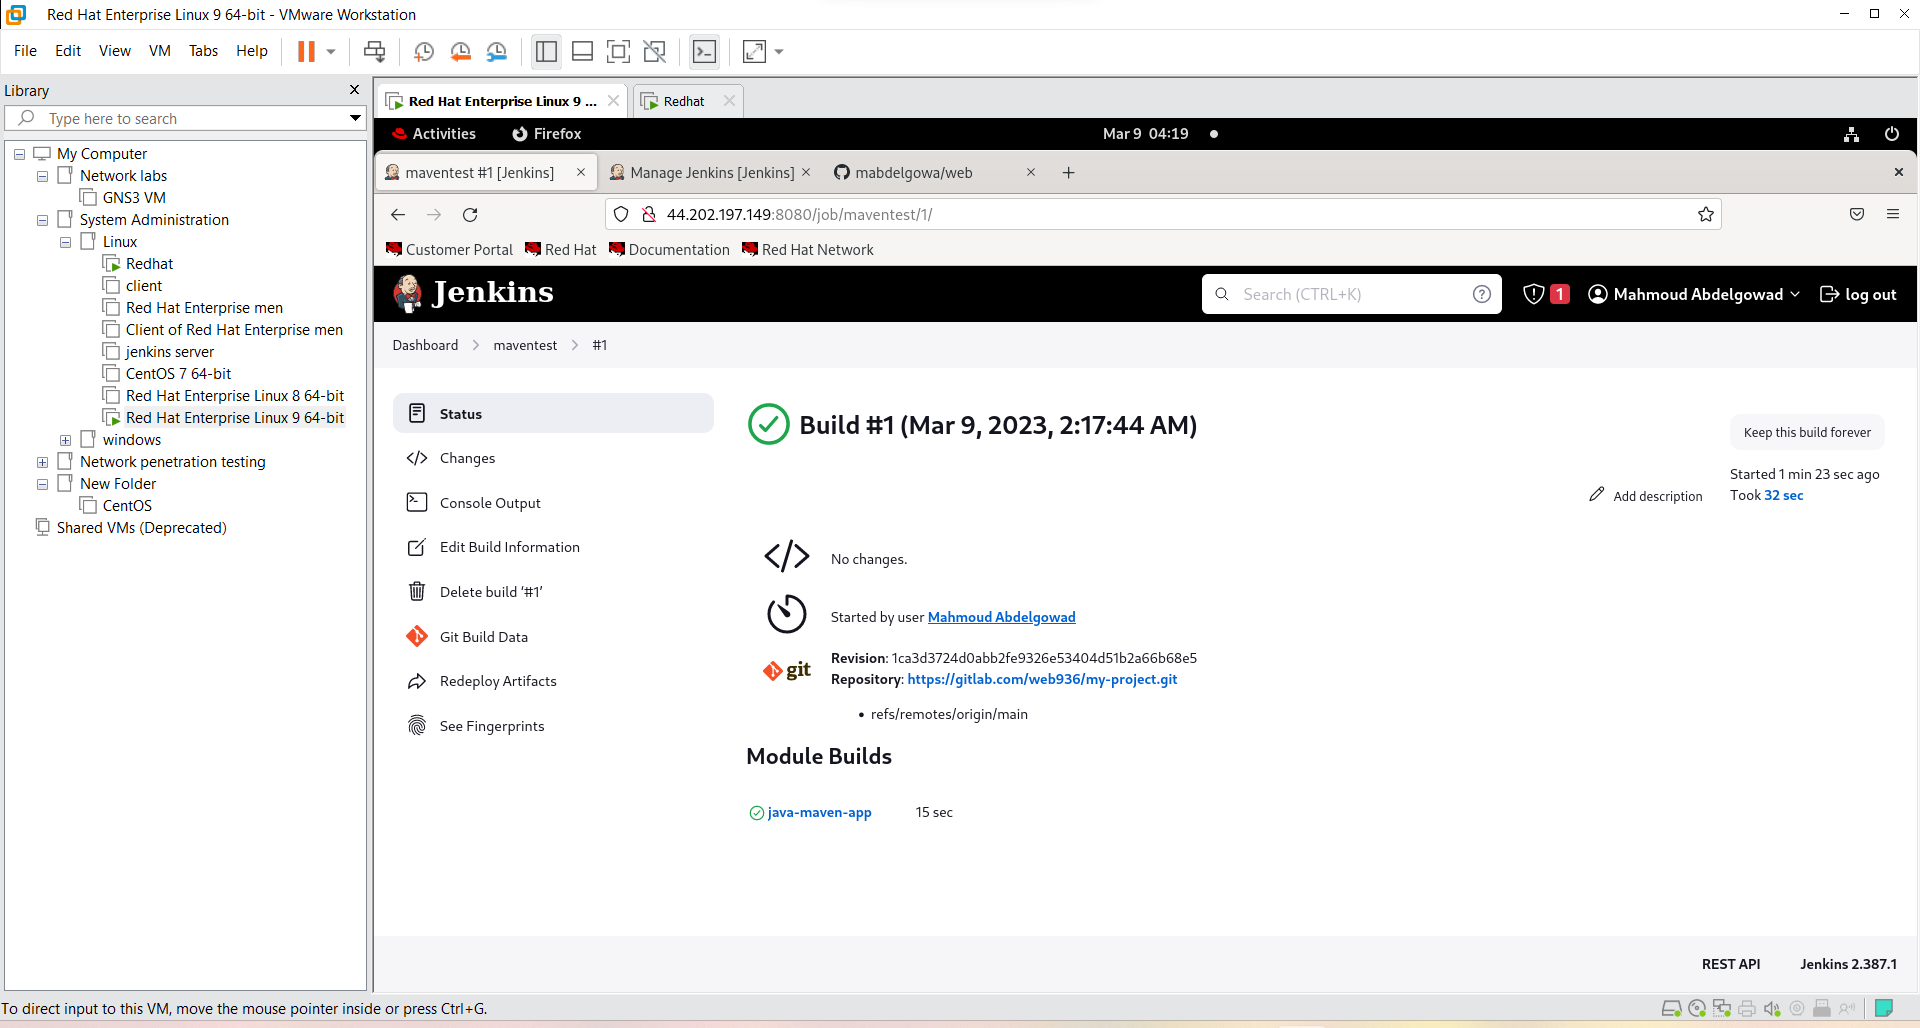 Red Hat Enterprise Linux 9 64-bit - VMware Workstation
File Edit View VM Tabs Help
Library
Type here to search
My Computer
Network labs
GNS3 VM
System Administration
Linux
Redhat
client
Red Hat Enterprise men
Client of Red Hat Enterprise men
jenkins server
CentOS 7 64-bit
Red Hat Enterprise Linux 8 64-bit
Red Hat Enterprise Linux 9 64-bit
windows
Network penetration testing
New Folder
CentOS
Shared VMs (Deprecated)
Red Hat Enterprise Linux 9 ... Redhat
Activities Firefox Mar 9 04:19
maventest #1 [Jenkins] Manage Jenkins [Jenkins] mabdelgowa/web
44.202.197.149:8080/job/maventest/1/
Customer Portal Red Hat Documentation Red Hat Network
Jenkins Search (CTRL+K) 1 Mahmoud Abdelgowad log out
Dashboard maventest #1
Status
Changes
Console Output
Edit Build Information
Delete build ‘#1’
Git Build Data
Redeploy Artifacts
See Fingerprints
Build #1 (Mar 9, 2023, 2:17:44 AM)
Keep this build forever
Started 1 min 23 sec ago
Took 32 sec
Add description
No changes.
Started by user Mahmoud Abdelgowad
git
Revision: 1ca3d3724d0abb2fe9326e53404d51b2a66b68e5
Repository: https://gitlab.com/web936/my-project.git
• refs/remotes/origin/main
Module Builds
java-maven-app 15 sec
REST API Jenkins 2.387.1
To direct input to this VM, move the mouse pointer inside or press Ctrl+G.